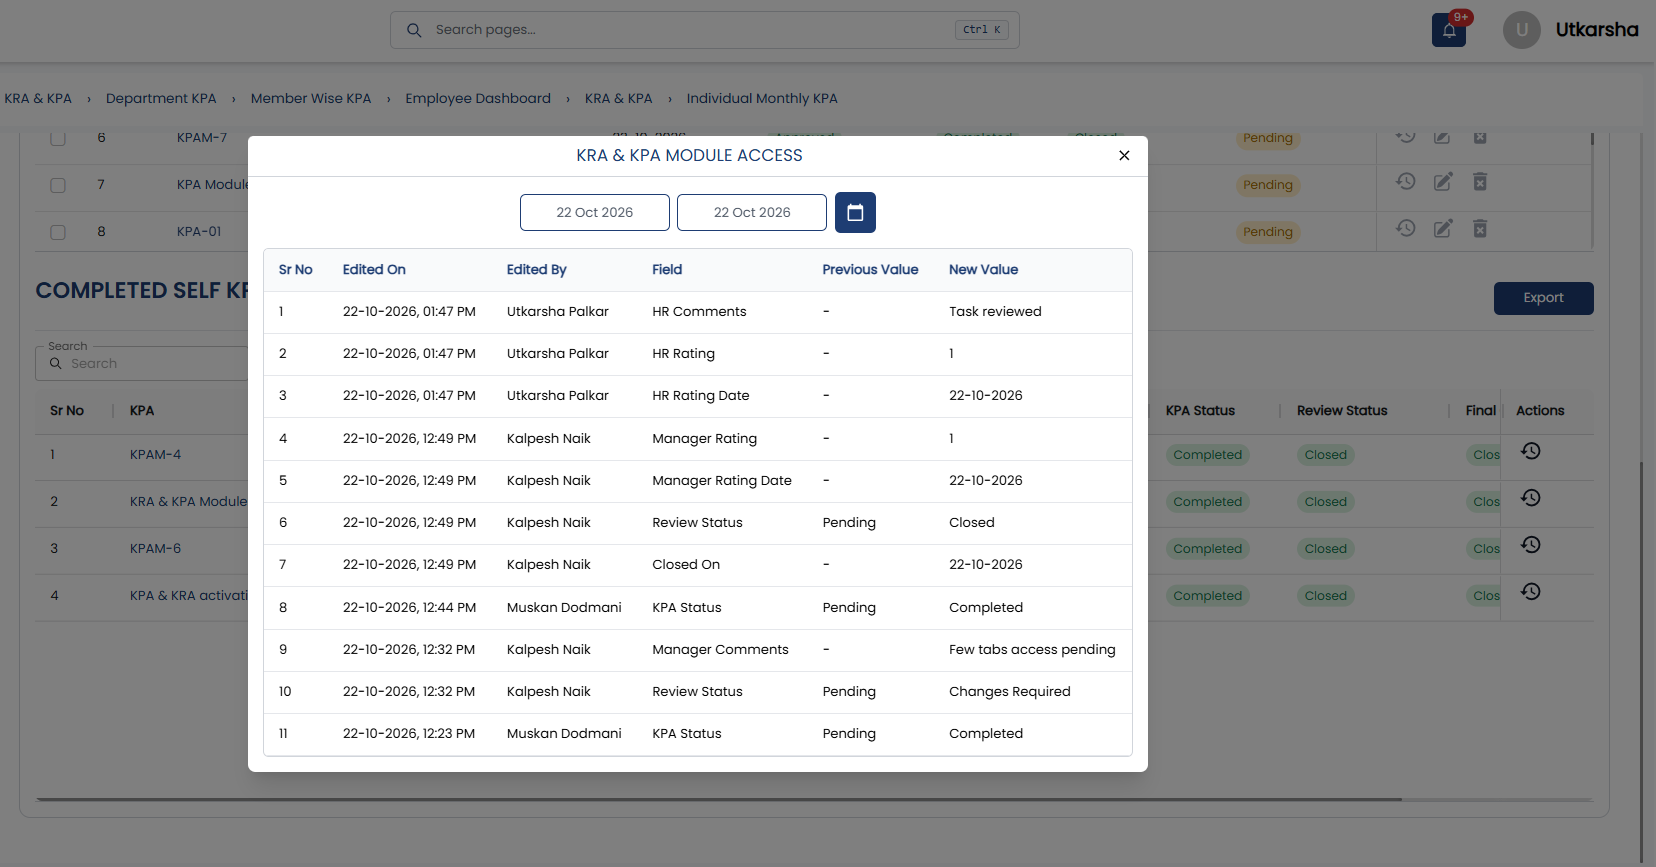 Search pages...
Ctrl K
9+
U
Utkarsha
KRA & KPA › Department KPA › Member Wise KPA › Employee Dashboard › KRA & KPA › Individual Monthly KPA
6 KPAM-7 22-10-2026 Approved Completed Closed Pending
7 KPA Module Pending
8 KPA-01 Pending
KRA & KPA MODULE ACCESS
22 Oct 2026 22 Oct 2026
Sr No Edited On Edited By Field Previous Value New Value
1 22-10-2026, 01:47 PM Utkarsha Palkar HR Comments - Task reviewed
2 22-10-2026, 01:47 PM Utkarsha Palkar HR Rating - 1
3 22-10-2026, 01:47 PM Utkarsha Palkar HR Rating Date - 22-10-2026
4 22-10-2026, 12:49 PM Kalpesh Naik Manager Rating - 1
5 22-10-2026, 12:49 PM Kalpesh Naik Manager Rating Date - 22-10-2026
6 22-10-2026, 12:49 PM Kalpesh Naik Review Status Pending Closed
7 22-10-2026, 12:49 PM Kalpesh Naik Closed On - 22-10-2026
8 22-10-2026, 12:44 PM Muskan Dodmani KPA Status Pending Completed
9 22-10-2026, 12:32 PM Kalpesh Naik Manager Comments - Few tabs access pending
10 22-10-2026, 12:32 PM Kalpesh Naik Review Status Pending Changes Required
11 22-10-2026, 12:23 PM Muskan Dodmani KPA Status Pending Completed
COMPLETED SELF
Export
Search
Search
Sr No KPA KPA Status Review Status Final Actions
1 KPAM-4 Completed Closed Clos
2 KRA & KPA Module Completed Closed Clos
3 KPAM-6 Completed Closed Clos
4 KPA & KRA activati Completed Closed Clos